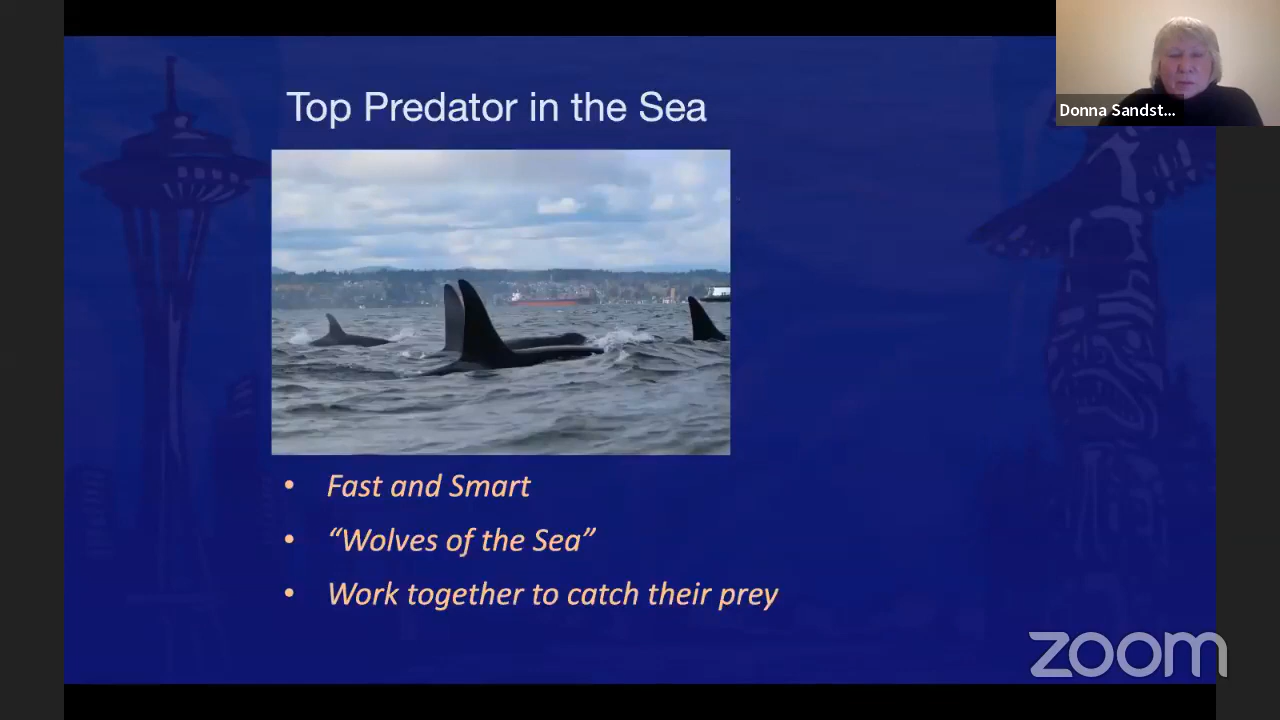 Top Predator in the Sea
Donna Sandst...
• Fast and Smart
• “Wolves of the Sea”
• Work together to catch their prey
zoom